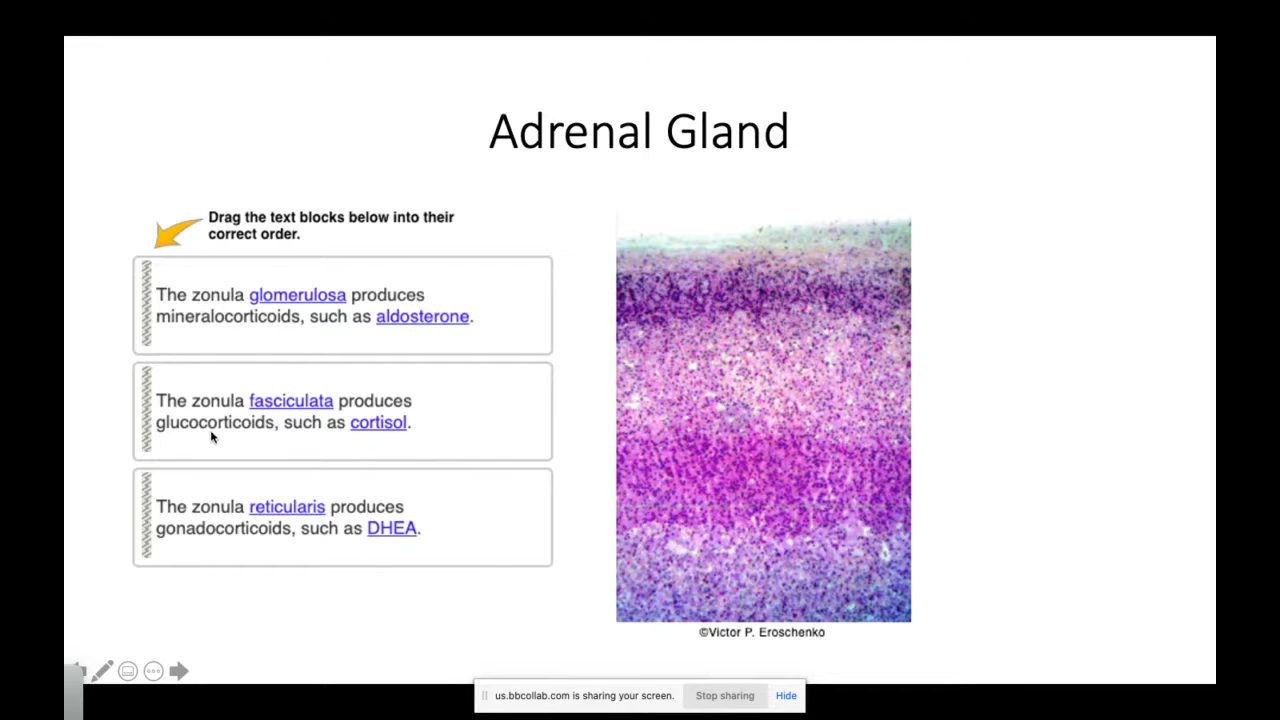 Adrenal Gland
Drag the text blocks below into their
correct order.
The zonula glomerulosa produces
mineralocorticoids, such as aldosterone.
The zonula fasciculata produces
glucocorticoids, such as cortisol.
The zonula reticularis produces
gonadocorticoids, such as DHEA.
©Victor P. Eroschenko
us.bbcollab.com is sharing your screen.
Stop sharing
Hide